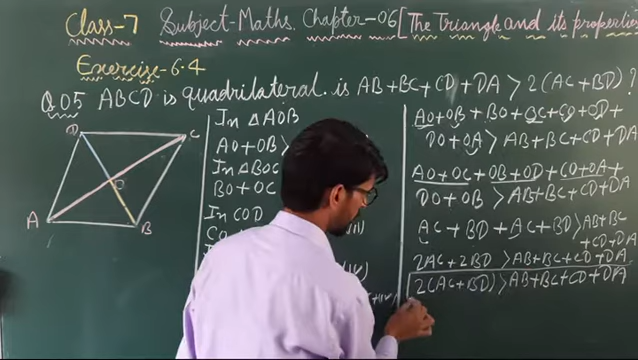 Class-7 Subject-Maths. Chapter-06 [The Triangle and its properties
Exercise-6.4
Q.05 ABCD is quadrilateral. is AB+BC+CD+DA > 2(AC+BD)?
D
C
O
A
B
In △AOB
AO+OB>
In △BOC
BO+OC
In COD
AO+OB+BO+OC+CO+OD+
DO+OA> AB+BC+CD+DA
AO+OC+OB+OD+CO+OA+
DO+OB > AB+BC+CD+DA
AC+BD+AC+BD> AB+BC
+CD+DA
2AC+2BD >AB+BC+CD+DA
2(AC+BD) >AB+BC+CD+DA